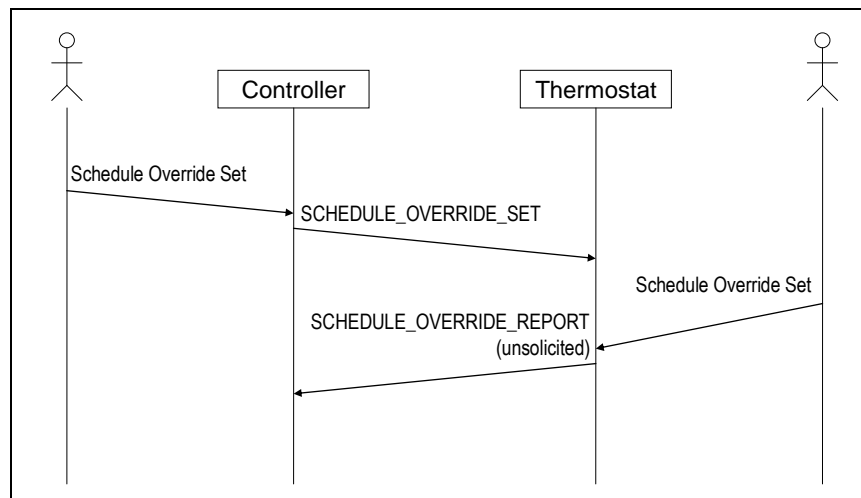 Controller
Thermostat
Schedule Override Set
SCHEDULE_OVERRIDE_SET
Schedule Override Set
SCHEDULE_OVERRIDE_REPORT
(unsolicited)